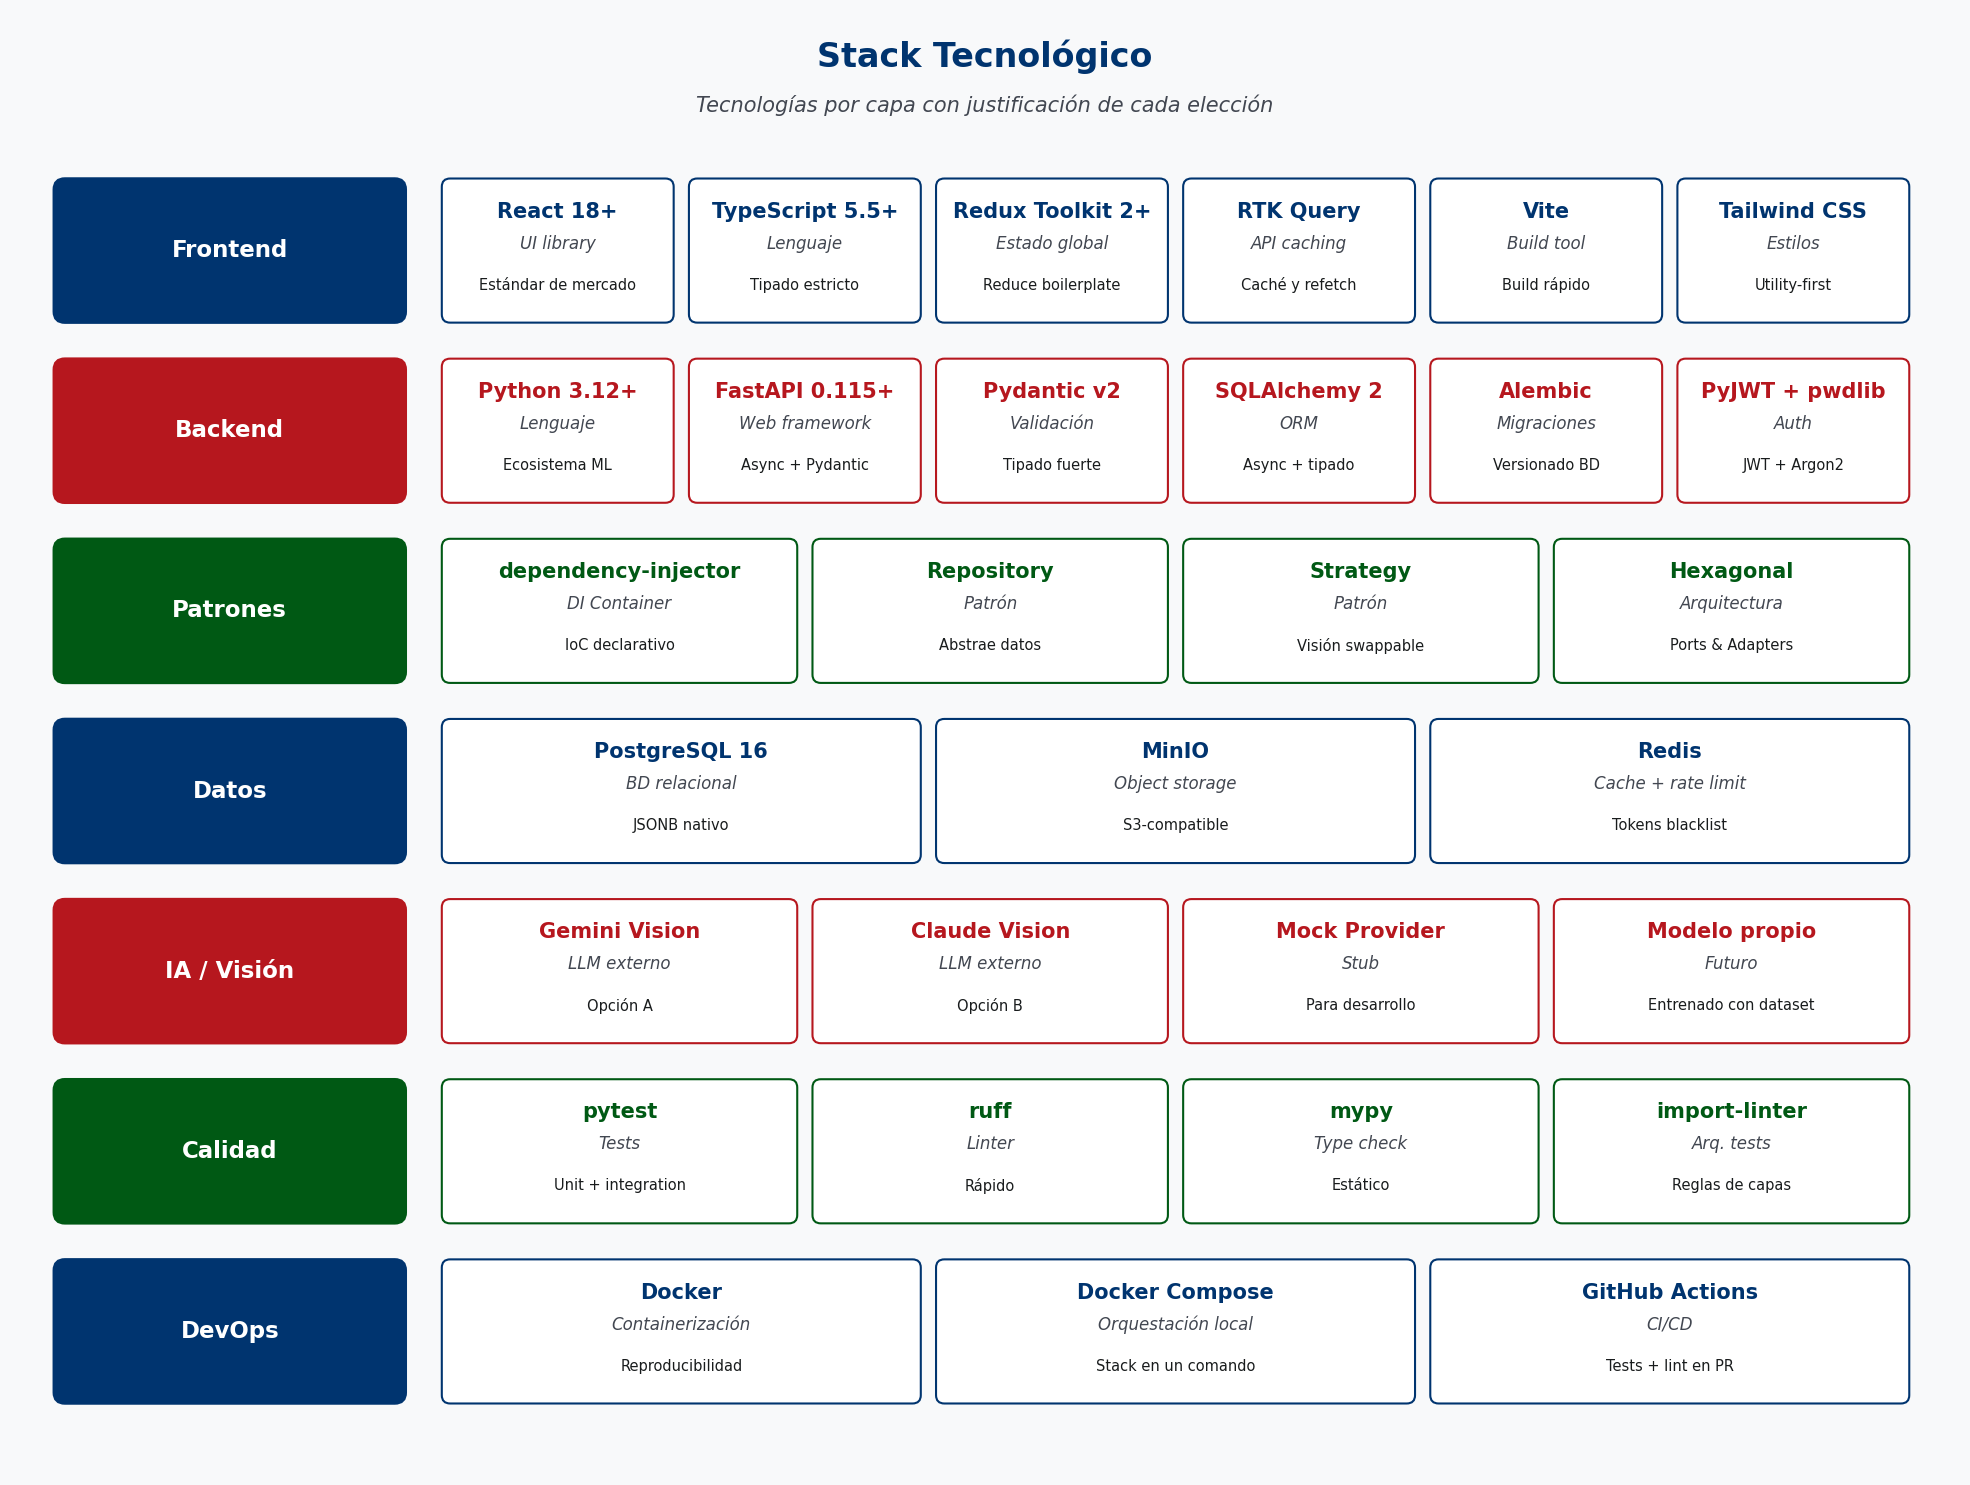 Stack Tecnológico
Tecnologías por capa con justificación de cada elección
Frontend
React 18+
UI library
Estándar de mercado
TypeScript 5.5+
Lenguaje
Tipado estricto
Redux Toolkit 2+
Estado global
Reduce boilerplate
RTK Query
API caching
Caché y refetch
Vite
Build tool
Build rápido
Tailwind CSS
Estilos
Utility-first
Backend
Python 3.12+
Lenguaje
Ecosistema ML
FastAPI 0.115+
Web framework
Async + Pydantic
Pydantic v2
Validación
Tipado fuerte
SQLAlchemy 2
ORM
Async + tipado
Alembic
Migraciones
Versionado BD
PyJWT + pwdlib
Auth
JWT + Argon2
Patrones
dependency-injector
DI Container
IoC declarativo
Repository
Patrón
Abstrae datos
Strategy
Patrón
Visión swappable
Hexagonal
Arquitectura
Ports & Adapters
Datos
PostgreSQL 16
BD relacional
JSONB nativo
MinIO
Object storage
S3-compatible
Redis
Cache + rate limit
Tokens blacklist
IA / Visión
Gemini Vision
LLM externo
Opción A
Claude Vision
LLM externo
Opción B
Mock Provider
Stub
Para desarrollo
Modelo propio
Futuro
Entrenado con dataset
Calidad
pytest
Tests
Unit + integration
ruff
Linter
Rápido
mypy
Type check
Estático
import-linter
Arq. tests
Reglas de capas
DevOps
Docker
Containerización
Reproducibilidad
Docker Compose
Orquestación local
Stack en un comando
GitHub Actions
CI/CD
Tests + lint en PR